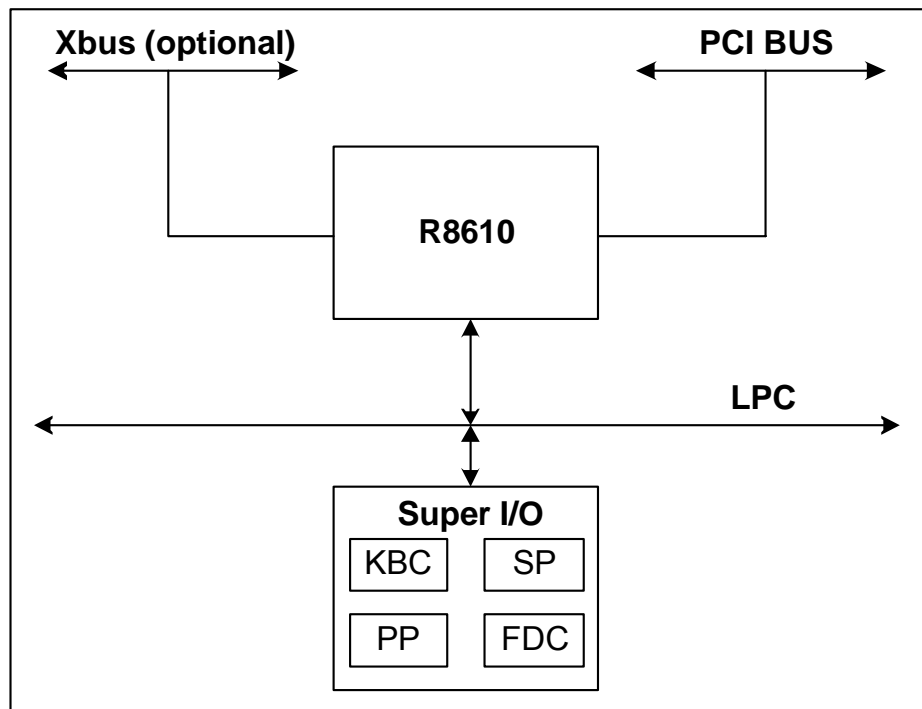 Xbus (optional)
PCI BUS
R8610
LPC
Super I/O
KBC
SP
PP
FDC